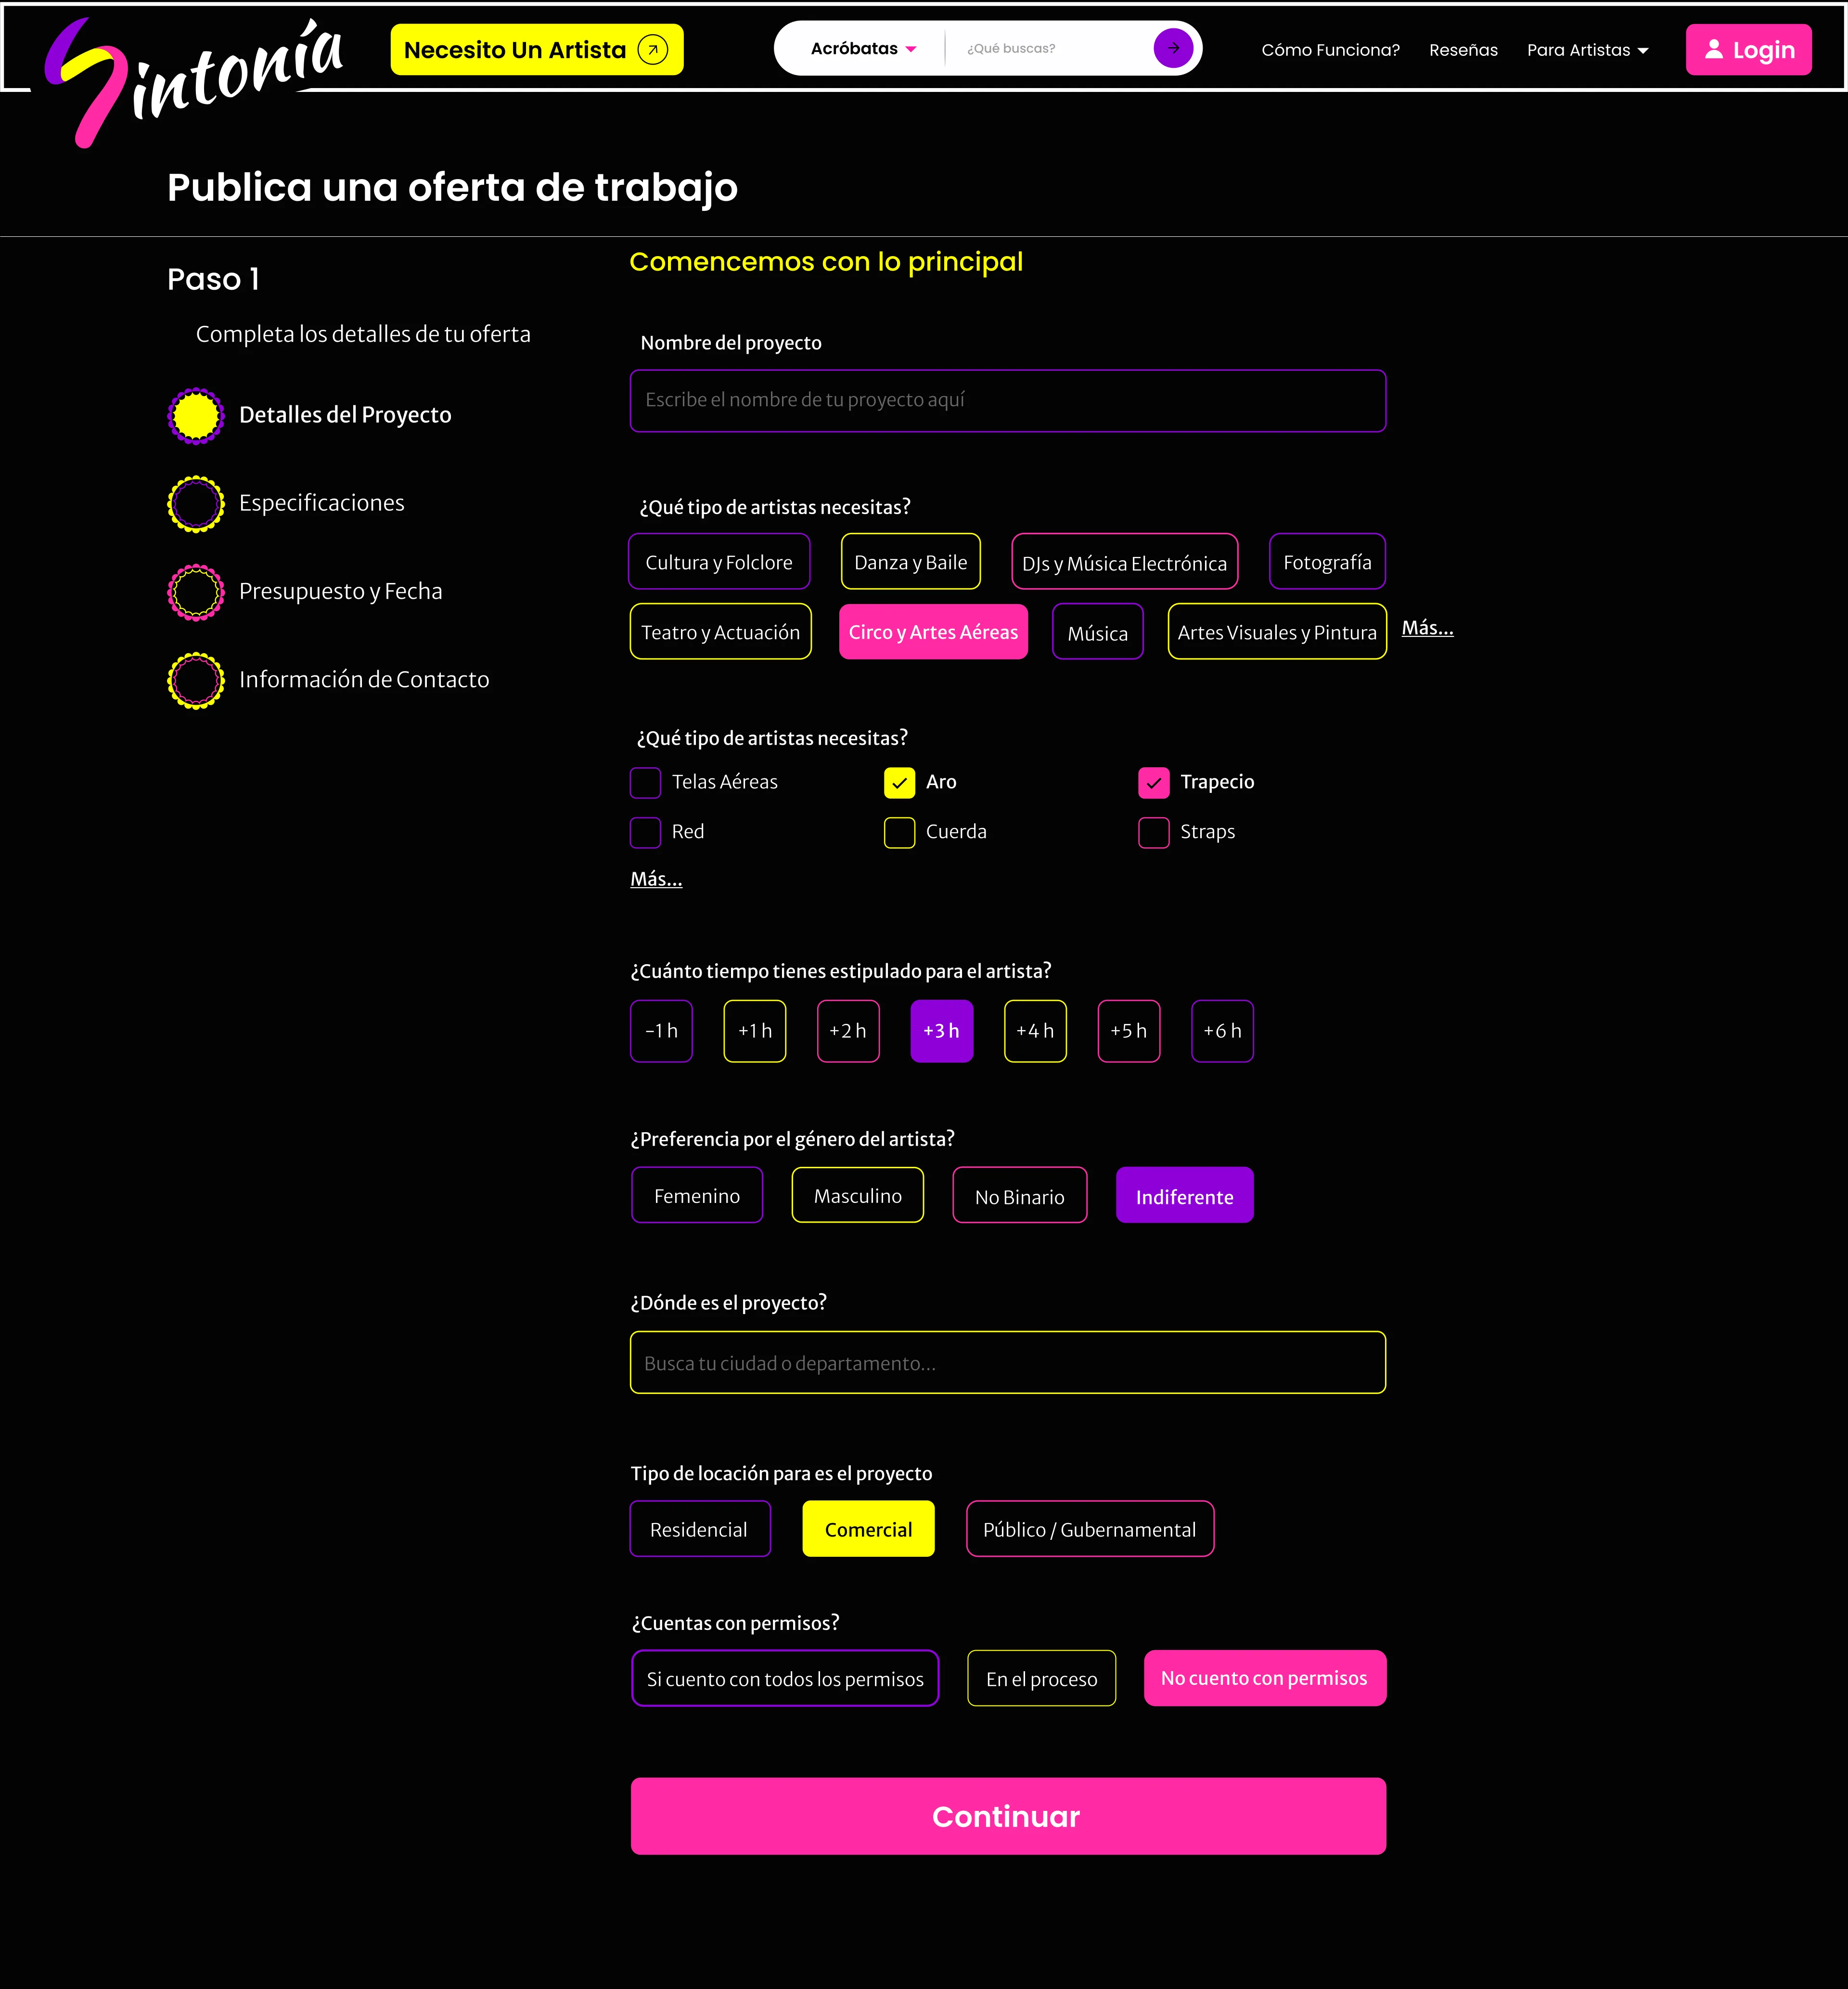 Sintonía
Necesito Un Artista
Acróbatas
¿Qué buscas?
Cómo Funciona?
Reseñas
Para Artistas
Login
Publica una oferta de trabajo
Paso 1
Completa los detalles de tu oferta
Detalles del Proyecto
Especificaciones
Presupuesto y Fecha
Información de Contacto
Comencemos con lo principal
Nombre del proyecto
Escribe el nombre de tu proyecto aquí
¿Qué tipo de artistas necesitas?
Cultura y Folclore
Danza y Baile
DJs y Música Electrónica
Fotografía
Teatro y Actuación
Circo y Artes Aéreas
Música
Artes Visuales y Pintura
Más...
¿Qué tipo de artistas necesitas?
Telas Aéreas
Aro
Trapecio
Red
Cuerda
Straps
Más...
¿Cuánto tiempo tienes estipulado para el artista?
-1 h
+1 h
+2 h
+3 h
+4 h
+5 h
+6 h
¿Preferencia por el género del artista?
Femenino
Masculino
No Binario
Indiferente
¿Dónde es el proyecto?
Busca tu ciudad o departamento...
Tipo de locación para es el proyecto
Residencial
Comercial
Público / Gubernamental
¿Cuentas con permisos?
Si cuento con todos los permisos
En el proceso
No cuento con permisos
Continuar